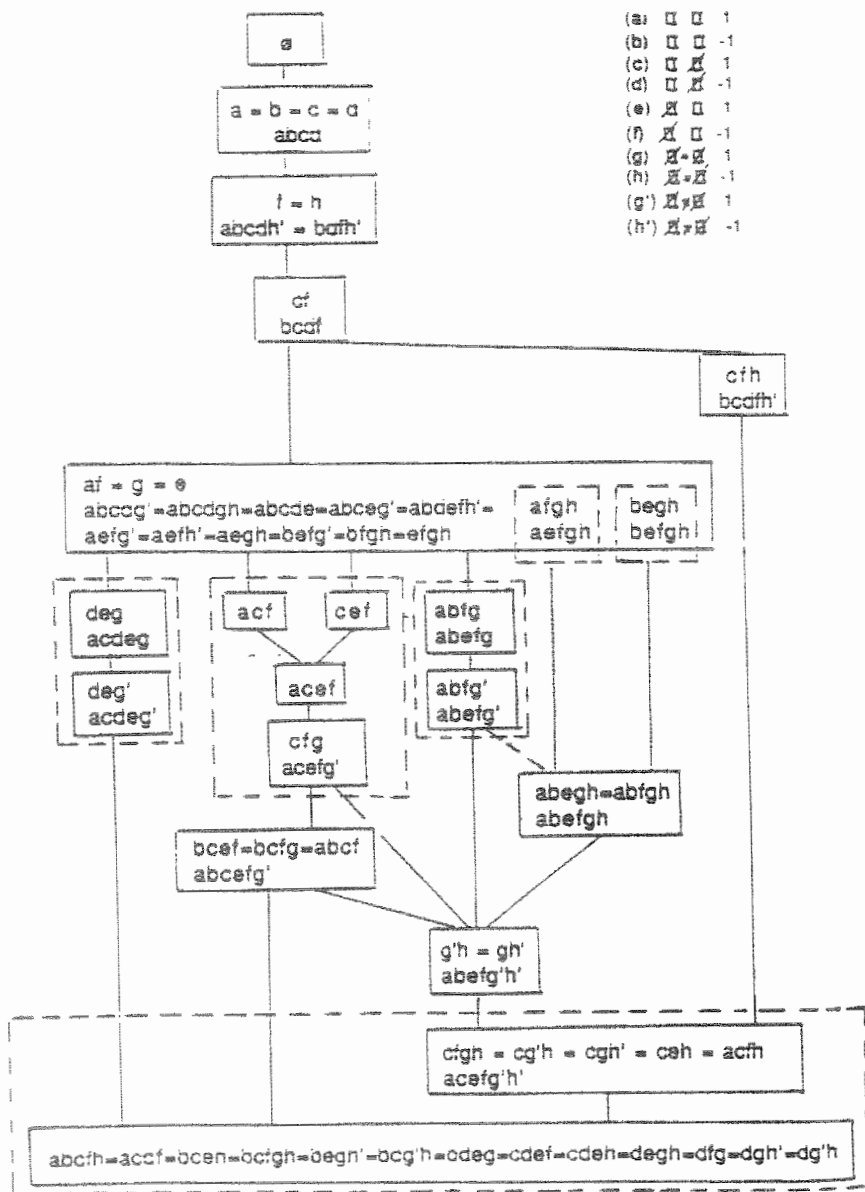 ø
a = b = c = d
abcd
f = h
abcdh' = bdfh'
cf
bcdf
cfh
bcdfh'
(a) □ □ 1
(b) □ □ -1
(c) □ □̸ 1
(d) □ □̸ -1
(e) □̸ □ 1
(f) □̸ □ -1
(g) □̸=□̸ 1
(h) □̸=□̸ -1
(g') □̸≠□̸ 1
(h') □̸≠□̸ -1
af = g = e
abcdg'=abcdgh=abcde=abceg'=abdefh'=
aefg'=aefh'=aegh=befg'=bfgh=efgh
afgh
aefgh
begh
befgh
deg
acdeg
deg'
acdeg'
acf
cef
acef
cfg
acefg'
abfg
abefg
abfg'
abefg'
abegh=abfgh
abefgh
bcef=bcfg=abcf
abcefg'
g'h = gh'
abefg'h'
cfgh = cg'h = cgh' = ceh = acfh
acefg'h'
abcfh=acdf=bceh=bcfgh=begh'=bcg'h=cdeg=cdef=cdeh=degh=dfg=dgh'=dg'h